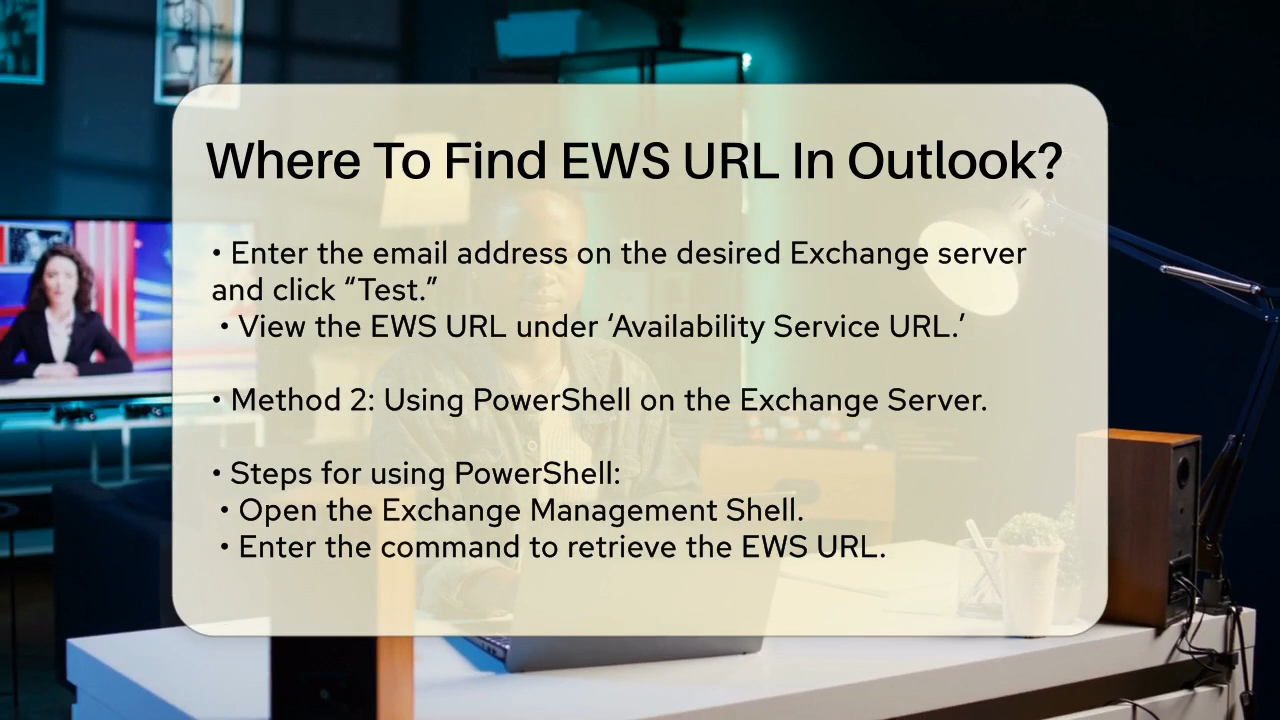 Where To Find EWS URL In Outlook?
• Enter the email address on the desired Exchange server
and click “Test.”
• View the EWS URL under ‘Availability Service URL.’
• Method 2: Using PowerShell on the Exchange Server.
• Steps for using PowerShell:
• Open the Exchange Management Shell.
• Enter the command to retrieve the EWS URL.